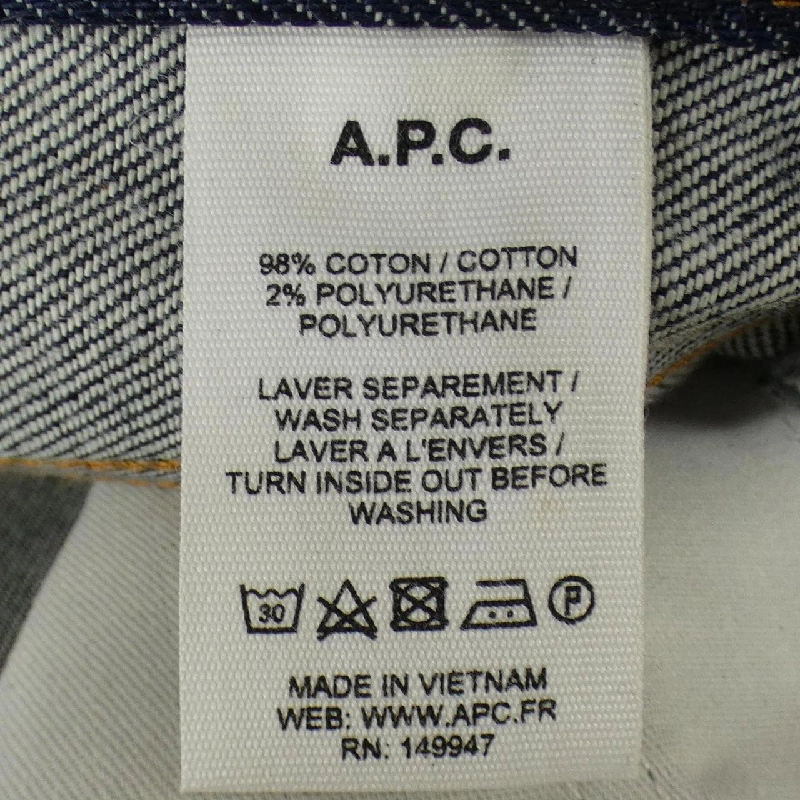 A.P.C.
98% COTON / COTTON
2% POLYURETHANE /
POLYURETHANE
LAVER SEPAREMENT /
WASH SEPARATELY
LAVER A L'ENVERS /
TURN INSIDE OUT BEFORE
WASHING
30 P
MADE IN VIETNAM
WEB: WWW.APC.FR
RN: 149947